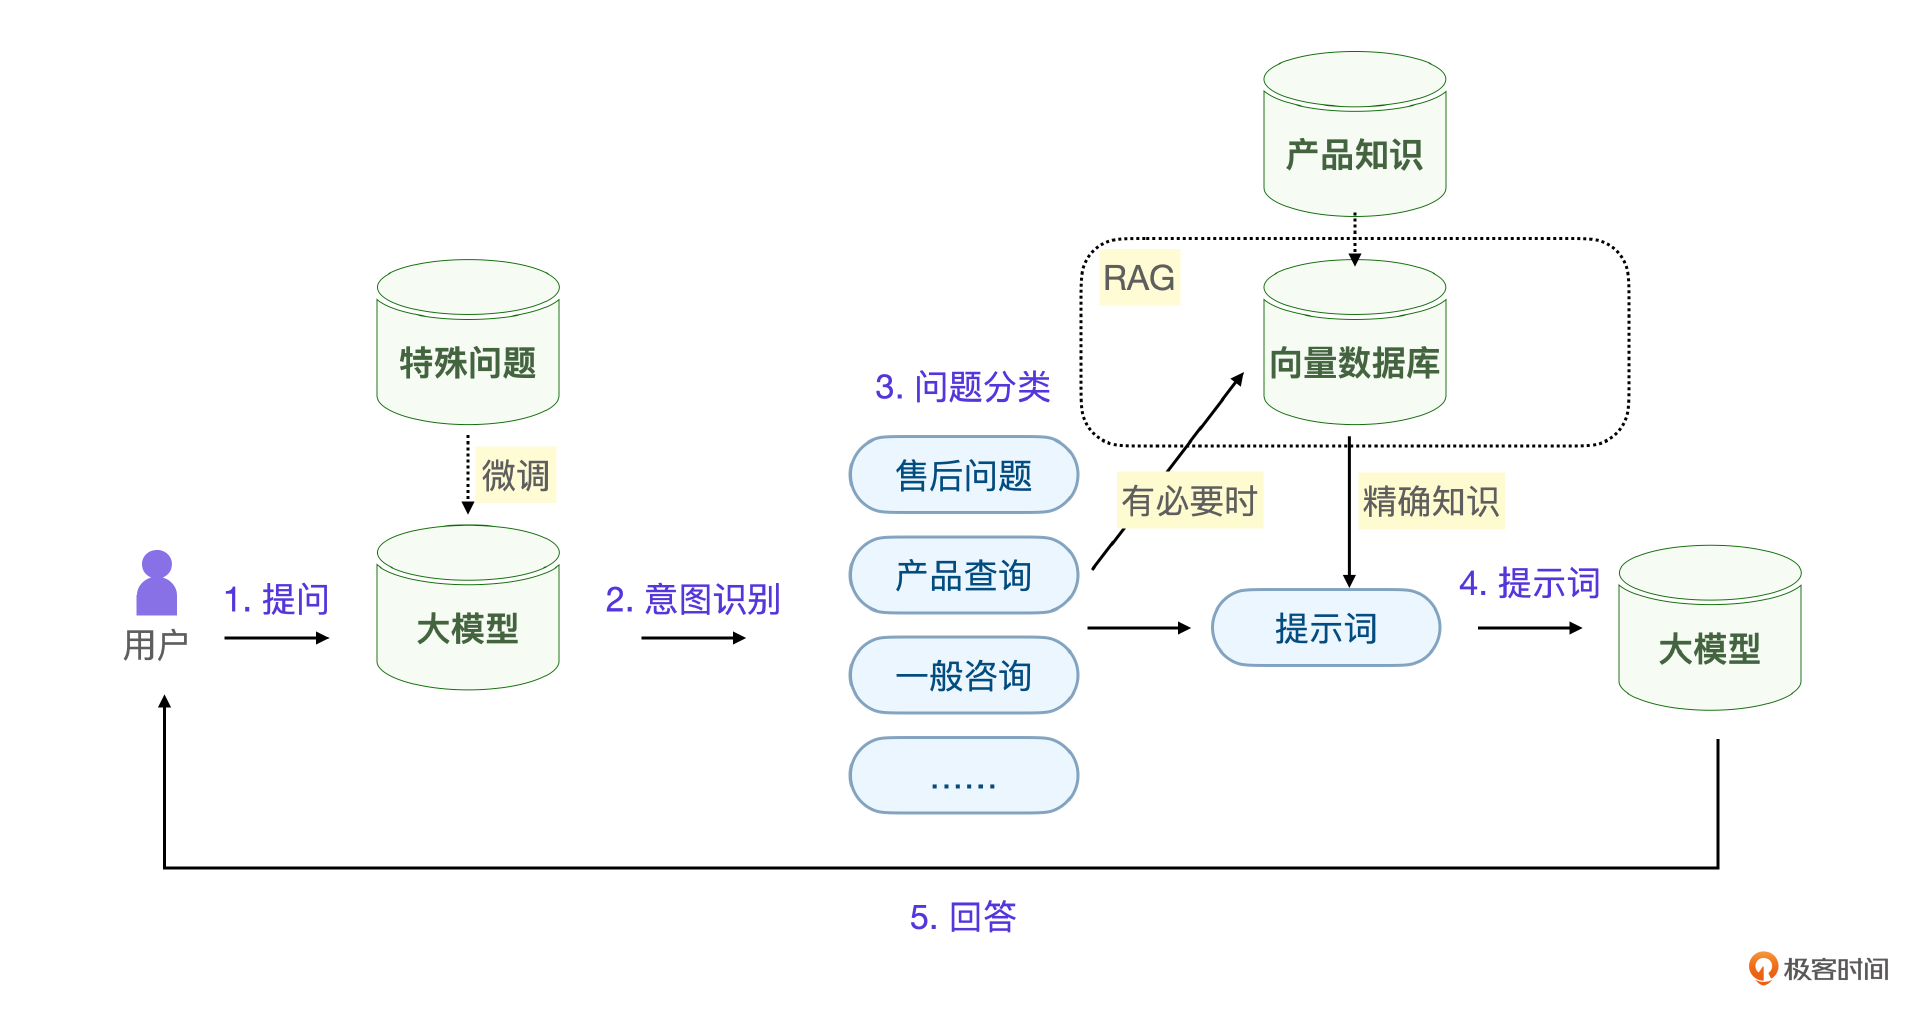 产品知识
RAG
特殊问题
向量数据库
3. 问题分类
微调
售后问题
有必要时
精确知识
产品查询
1. 提问
2. 意图识别
4. 提示词
大模型
提示词
用户
大模型
一般咨询
……
5. 回答
极客时间